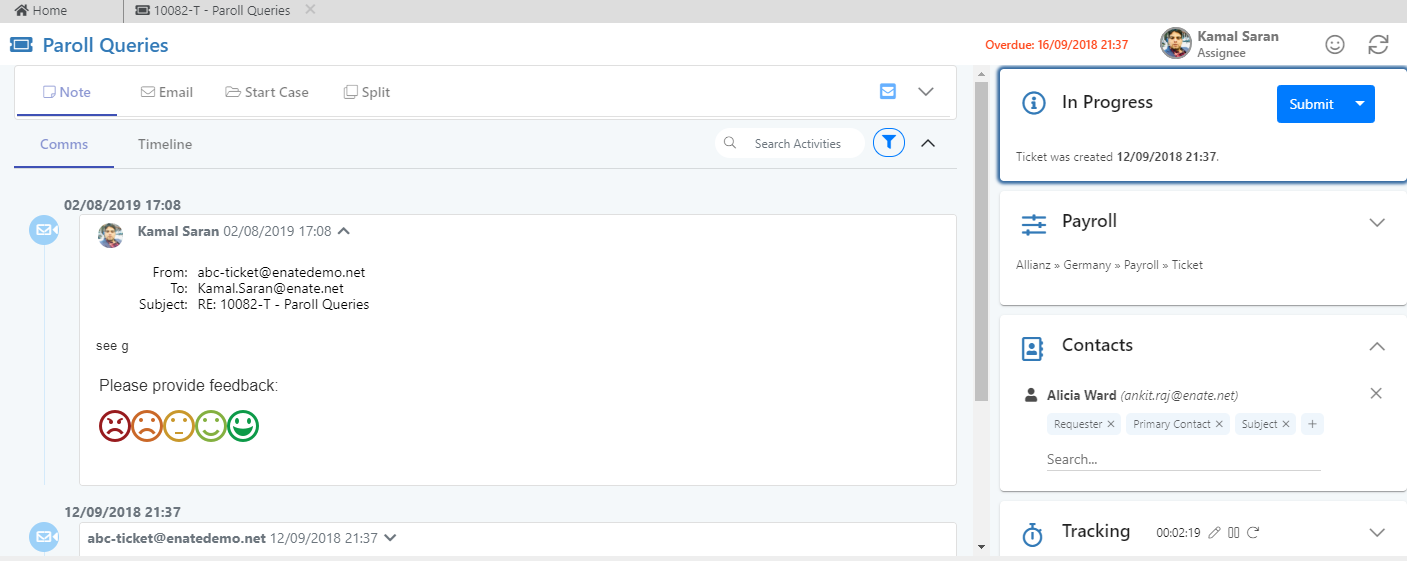 Home
10082-T - Paroll Queries
Paroll Queries
Overdue: 16/09/2018 21:37
Kamal Saran
Assignee
Note Email Start Case Split
Comms Timeline
Search Activities
02/08/2019 17:08
Kamal Saran 02/08/2019 17:08
From: abc-ticket@enatedemo.net
To: Kamal.Saran@enate.net
Subject: RE: 10082-T - Paroll Queries
see g
Please provide feedback:
12/09/2018 21:37
abc-ticket@enatedemo.net 12/09/2018 21:37
In Progress
Submit
Ticket was created 12/09/2018 21:37.
Payroll
Allianz » Germany » Payroll » Ticket
Contacts
Alicia Ward (ankit.raj@enate.net)
Requester × Primary Contact × Subject × +
Search...
Tracking 00:02:19